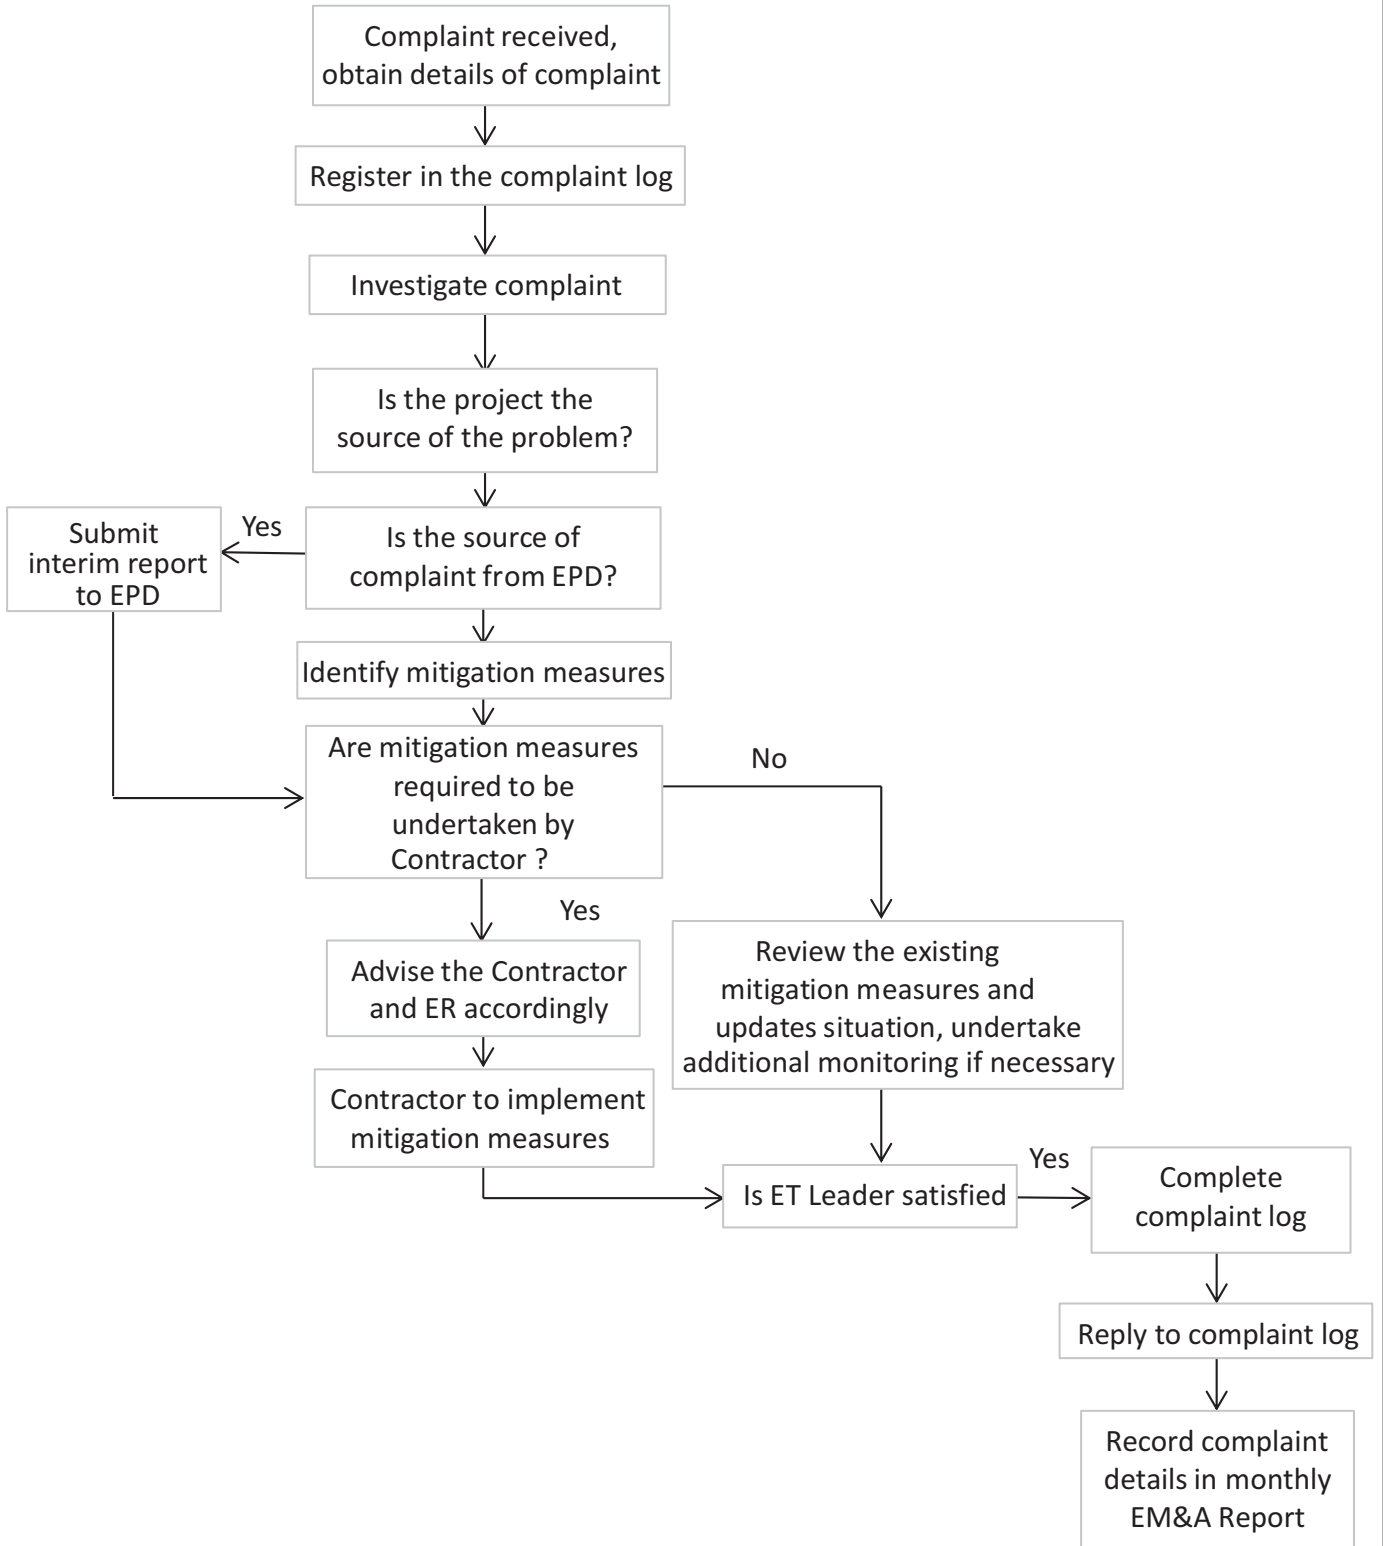 Complaint received,
obtain details of complaint
Register in the complaint log
Investigate complaint
Is the project the
source of the problem?
Submit
interim report
to EPD
Yes
Is the source of
complaint from EPD?
Identify mitigation measures
Are mitigation measures
required to be
undertaken by
Contractor ?
No
Yes
Advise the Contractor
and ER accordingly
Review the existing
mitigation measures and
updates situation, undertake
additional monitoring if necessary
Contractor to implement
mitigation measures
Is ET Leader satisfied
Yes
Complete
complaint log
Reply to complaint log
Record complaint
details in monthly
EM&A Report